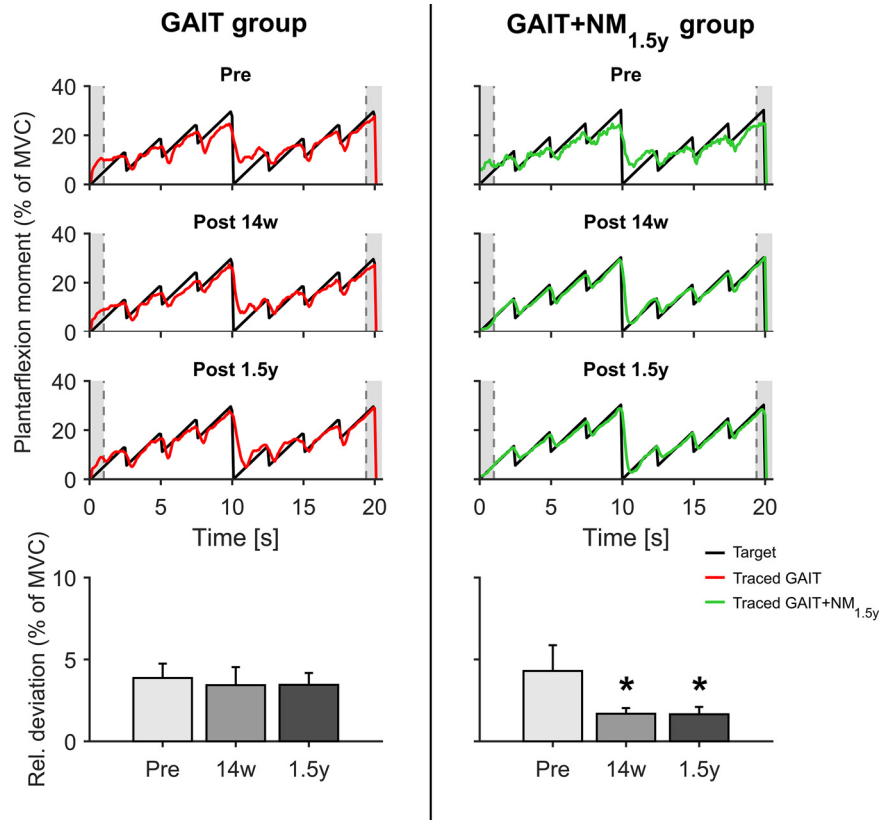 GAIT group
Pre
40
20
0
Post 14w
40
20
0
Post 1.5y
40
20
0
0 5 10 15 20
Time [s]
Plantarflexion moment (% of MVC)
10
5
0
Pre 14w 1.5y
Rel. deviation (% of MVC)
GAIT+NM1.5y group
Pre
Post 14w
Post 1.5y
0 5 10 15 20
Time [s]
Target
Traced GAIT
Traced GAIT+NM1.5y
* *
Pre 14w 1.5y